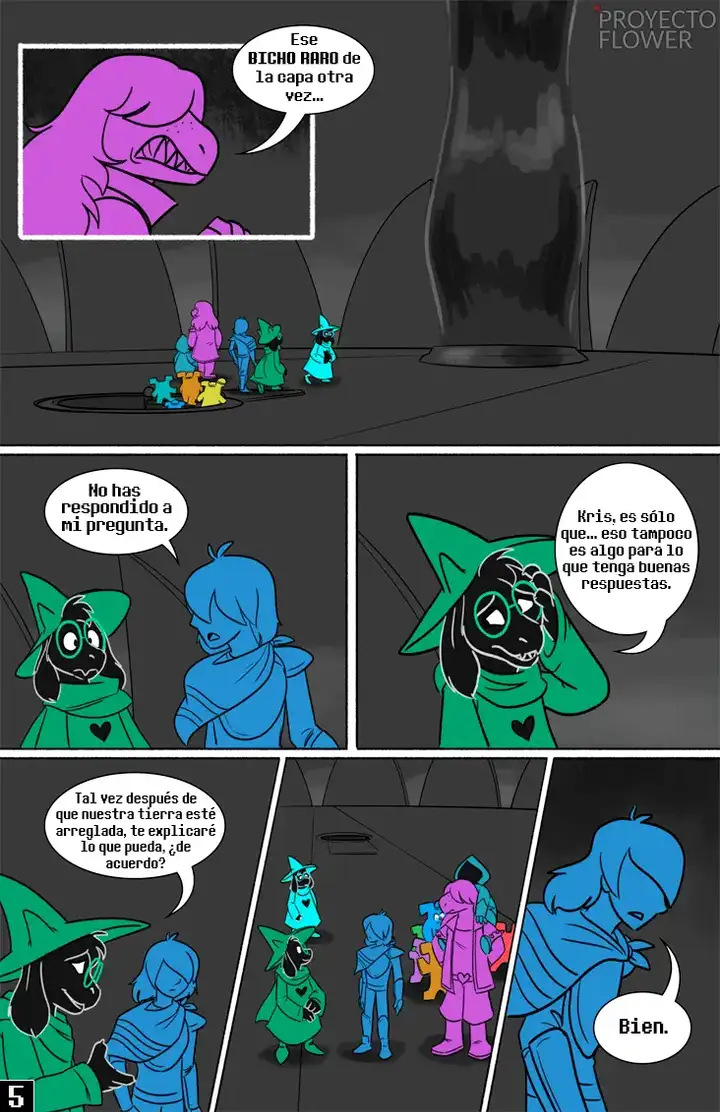 PROYECTO
FLOWER
Ese
BICHO RARO de
la capa otra
vez...
No has
respondido a
mi pregunta.
Kris, es sólo
que... eso tampoco
es algo para lo
que tenga buenas
respuestas.
Tal vez después de
que nuestra tierra esté
arreglada, te explicaré
lo que pueda, ¿de
acuerdo?
Bien.
5